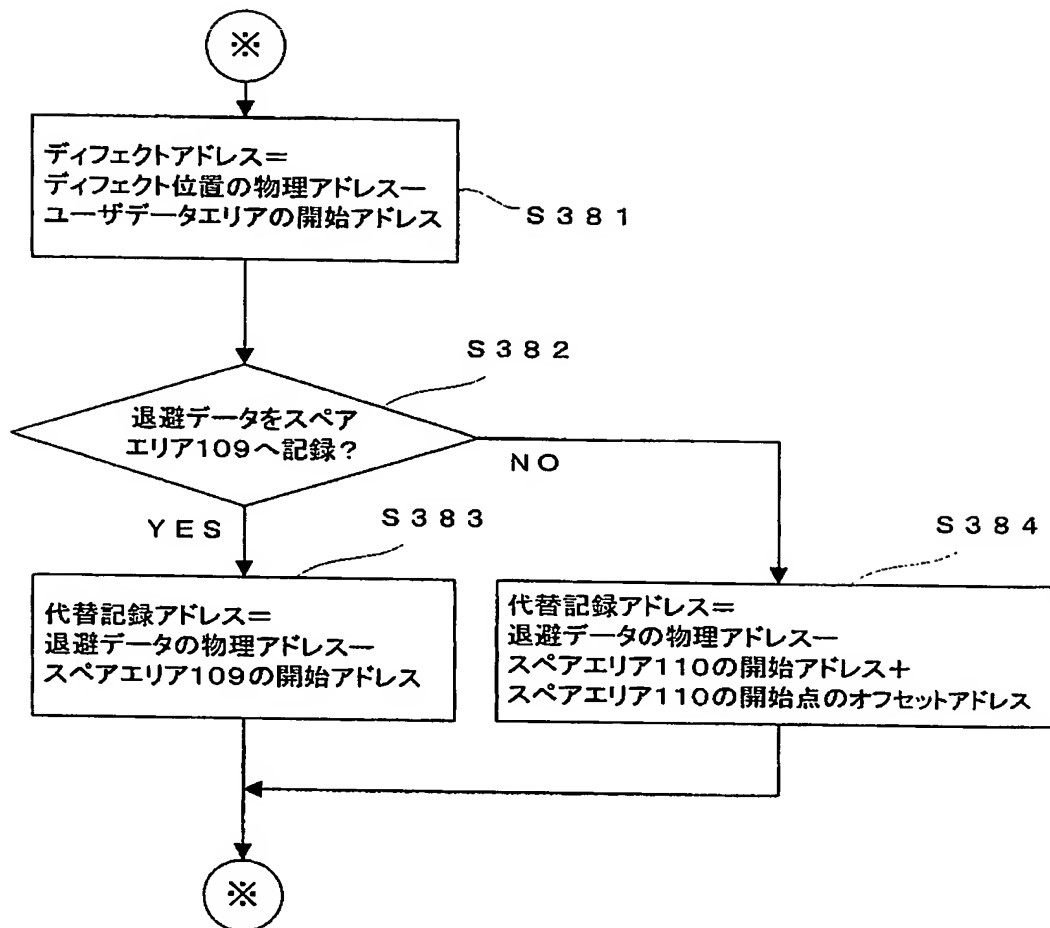 ※
ディフェクトアドレス＝
ディフェクト位置の物理アドレス－
ユーザデータエリアの開始アドレス
S381
S382
退避データをスペア
エリア109へ記録？
NO
YES
S383
S384
代替記録アドレス＝
退避データの物理アドレス－
スペアエリア109の開始アドレス
代替記録アドレス＝
退避データの物理アドレス－
スペアエリア110の開始アドレス＋
スペアエリア110の開始点のオフセットアドレス
※